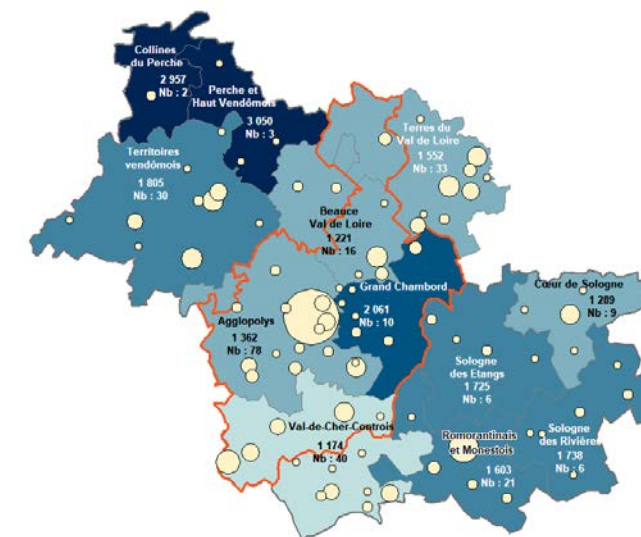 Collines
du Perche
2 957
Nb : 2
Perche et
Haut Vendômois
3 050
Nb : 3
Territoires
vendômois
1 805
Nb : 30
Terres du
Val de Loire
1 552
Nb : 33
Beauce
Val de Loire
1 221
Nb : 16
Grand Chambord
2 061
Nb : 10
Cœur de Sologne
1 289
Nb : 9
Agglopolys
1 362
Nb : 78
Sologne
des Etangs
1 725
Nb : 6
Val-de-Cher-Controis
1 174
Nb : 40
Romorantinais
et Monestois
1 603
Nb : 21
Sologne
des Rivières
1 738
Nb : 6